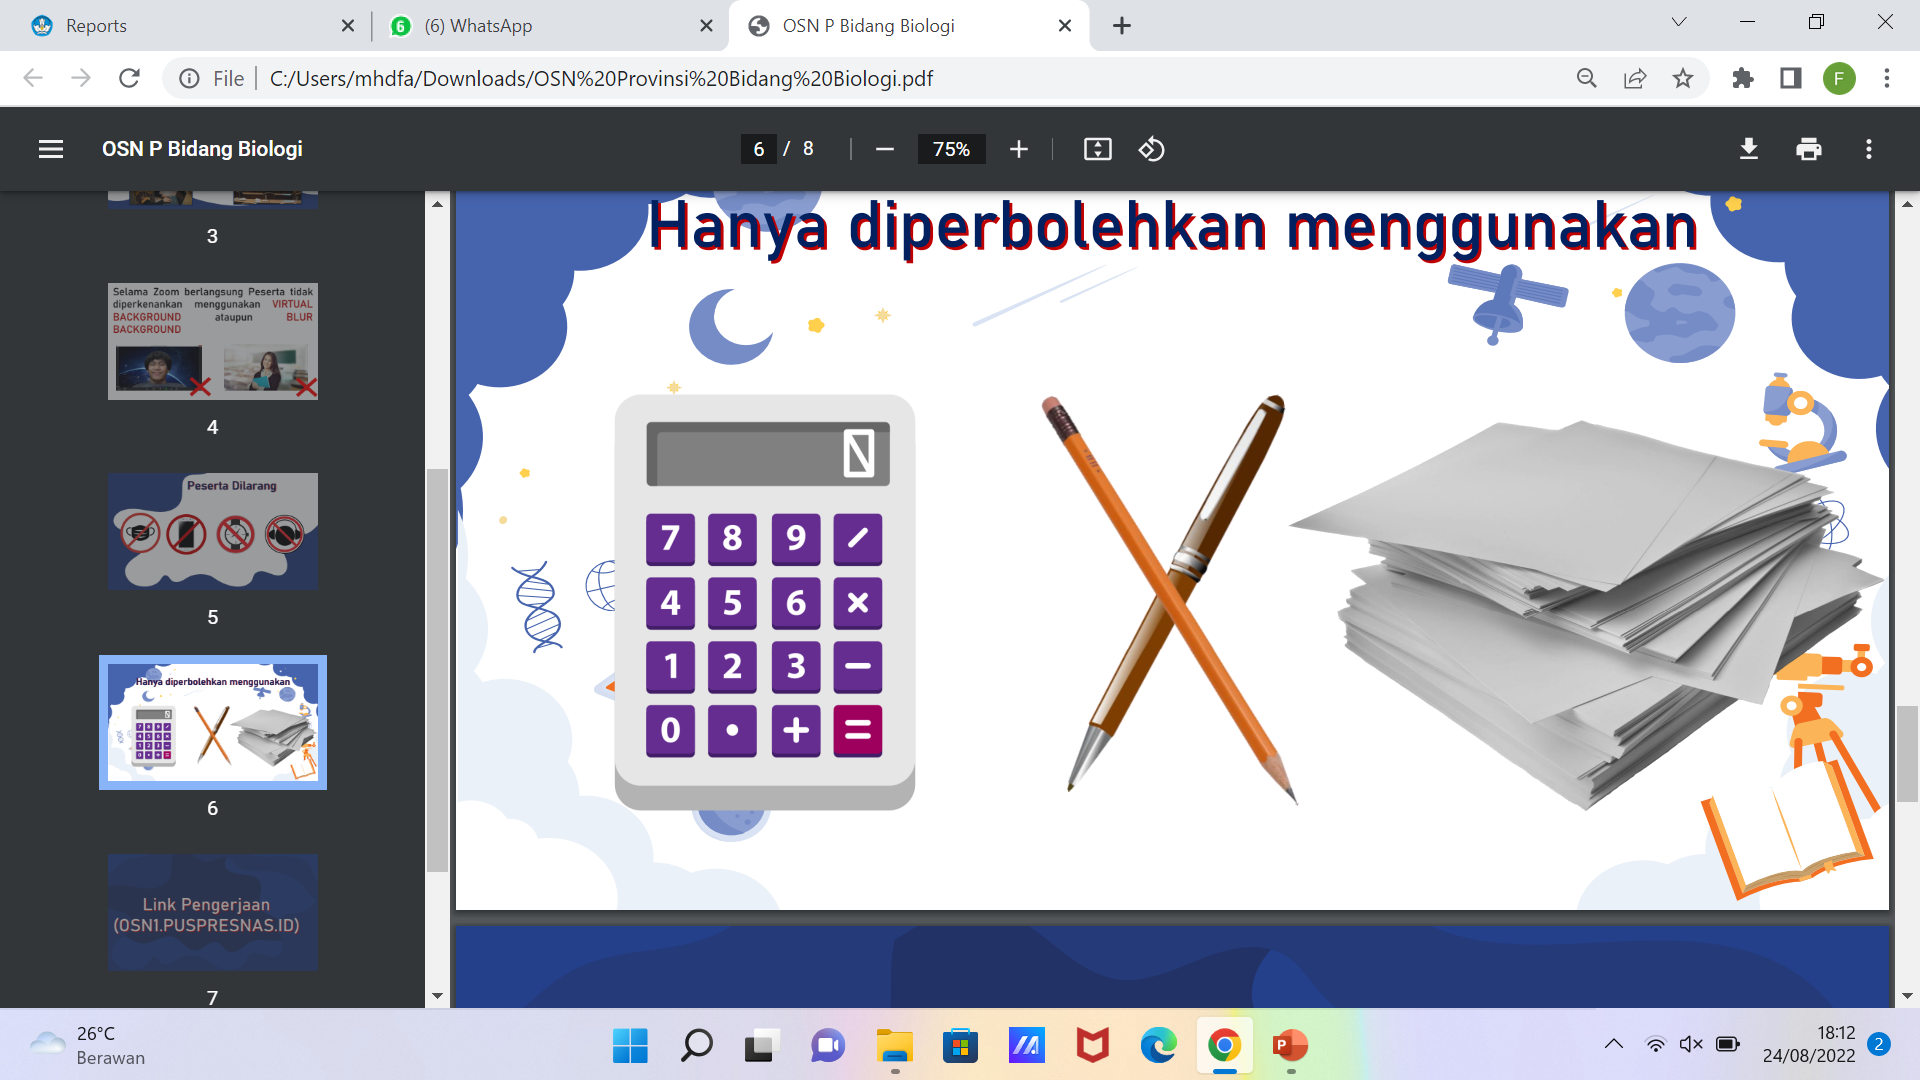 Reports
(6) WhatsApp
OSN P Bidang Biologi
File
C:/Users/mhdfa/Downloads/OSN%20Provinsi%20Bidang%20Biologi.pdf
F
OSN P Bidang Biologi
6 / 8
75%
3
Selama Zoom berlangsung Peserta tidak
diperkenankan menggunakan VIRTUAL
BACKGROUND ataupun BLUR
BACKGROUND
4
Peserta Dilarang
5
Hanya diperbolehkan menggunakan
6
Link Pengerjaan
(OSN1.PUSPRESNAS.ID)
7
Hanya diperbolehkan menggunakan
0
7 8 9 /
4 5 6 ×
1 2 3 −
0 • + =
26°C
Berawan
18:12
24/08/2022
2